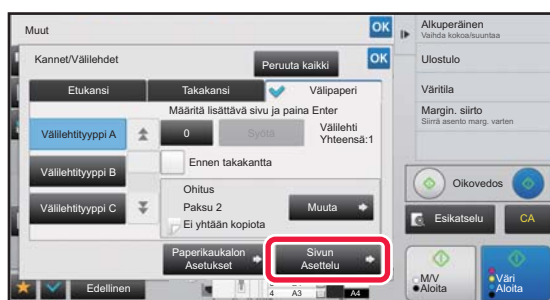 Muut
OK
Kannet/Välilehdet
Peruuta kaikki
OK
Etukansi
Takakansi
Välipaperi
Määritä lisättävä sivu ja paina Enter
Välilehtityyppi A
0
Syötä
Välilehti
Yhteensä:1
Välilehtityyppi B
Ennen takakantta
Välilehtityyppi C
Ohitus
Paksu 2
Ei yhtään kopiota
Muuta
Paperikaukalon
Asetukset
Sivun
Asettelu
Edellinen
4 A3
A4
Alkuperäinen
Vaihda kokoa/suuntaa
Ulostulo
Väritila
Margin. siirto
Siirrä asento marg. varten
Oikovedos
Esikatselu
CA
M/V
Aloita
Väri
Aloita